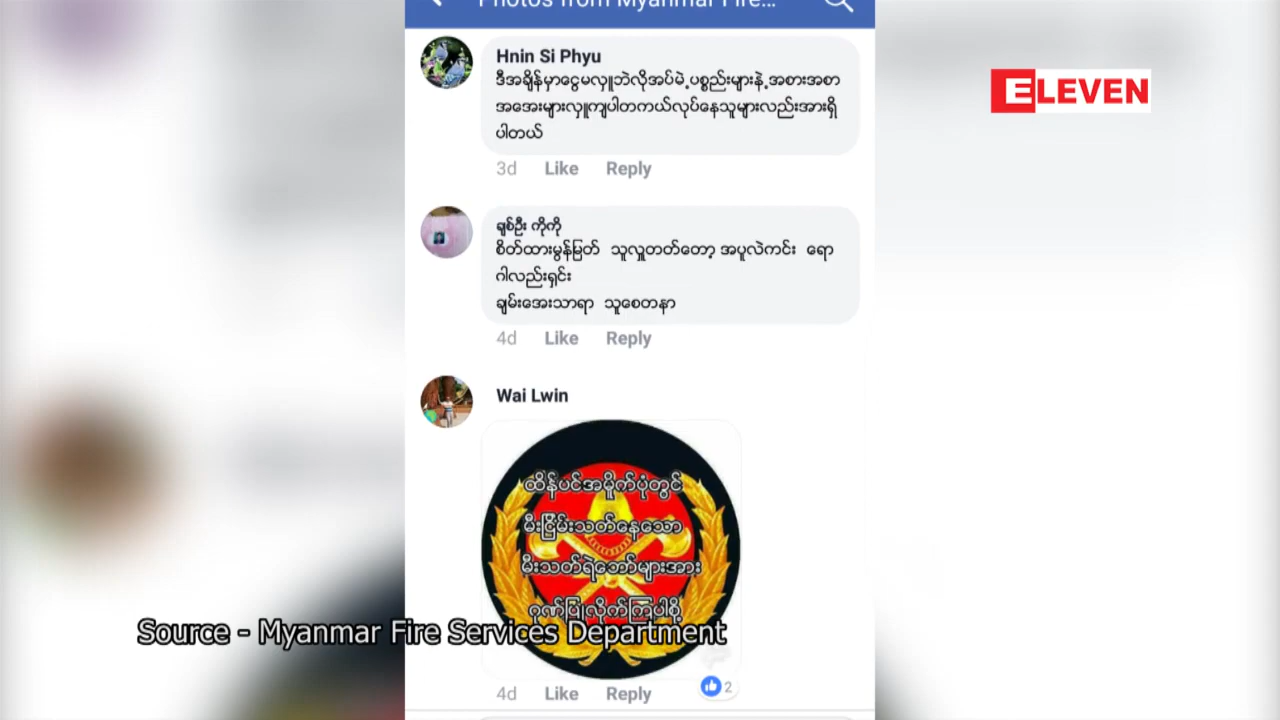 Photos from Myanmar Fire...
ELEVEN
Hnin Si Phyu
ဒီအချိန်မှာငွေမလှူဘဲလိုအပ်မဲ့ပစ္စည်းများနဲ့အစားအစာ
အအေးများလှူကျပါတကယ်လုပ်နေသူများလည်းအားရှိ
ပါတယ်
3d Like Reply
ချစ်ဦး ကိုကို
စိတ်ထားမွန်မြတ် သူလှူတတ်တော့ အပူလဲကင်း ရော
ဂါလည်းရှင်း
ချမ်းအေးသာရာ သူစေတနာ
4d Like Reply
Wai Lwin
ထိန်ပင်အမှိုက်ပုံတွင်
မီးငြိမ်းသတ်နေသော
မီးသတ်ရဲဘော်များအား
ဂုဏ်ပြုလိုက်ကြပါစို့
Source - Myanmar Fire Services Department
4d Like Reply
2